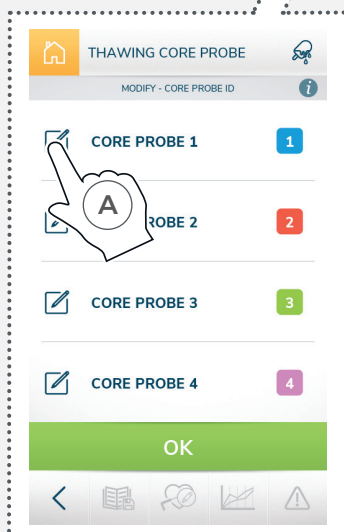 THAWING CORE PROBE
MODIFY - CORE PROBE ID
i
CORE PROBE 1
1
A
ROBE 2
2
CORE PROBE 3
3
CORE PROBE 4
4
OK